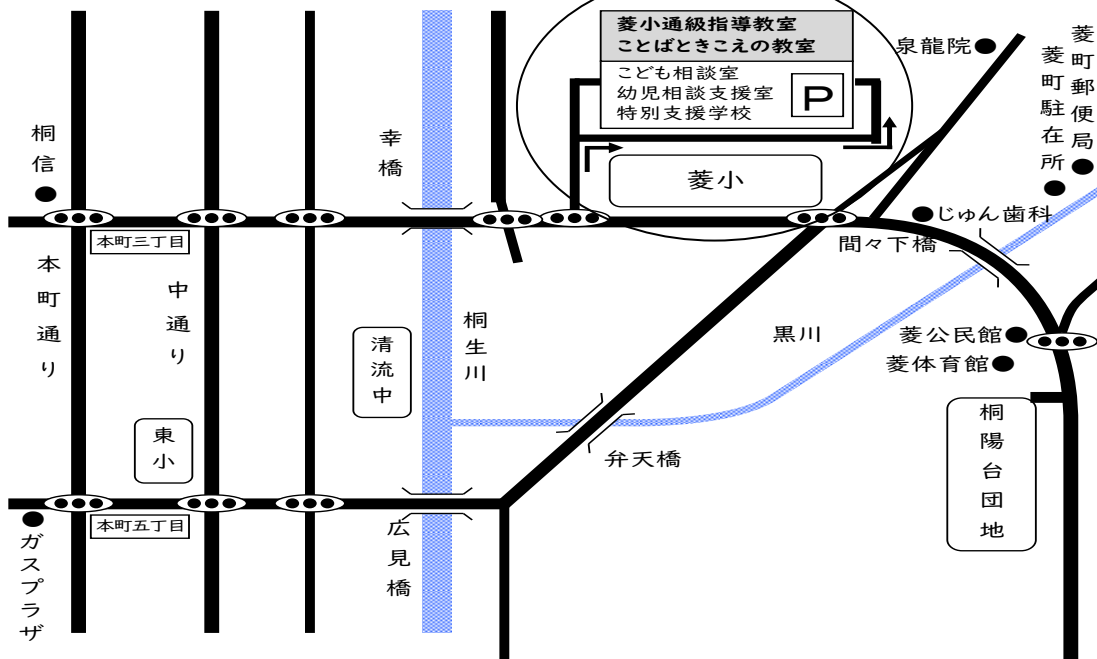 菱小通級指導教室
ことばときこえの教室
こども相談室
幼児相談支援室
特別支援学校
P
菱小
泉龍院
菱町郵便局
菱町駐在所
桐信
幸橋
本町三丁目
じゅん歯科
間々下橋
本町通り
中通り
清流中
桐生川
黒川
菱公民館
菱体育館
東小
弁天橋
桐陽台団地
本町五丁目
広見橋
ガスプラザ